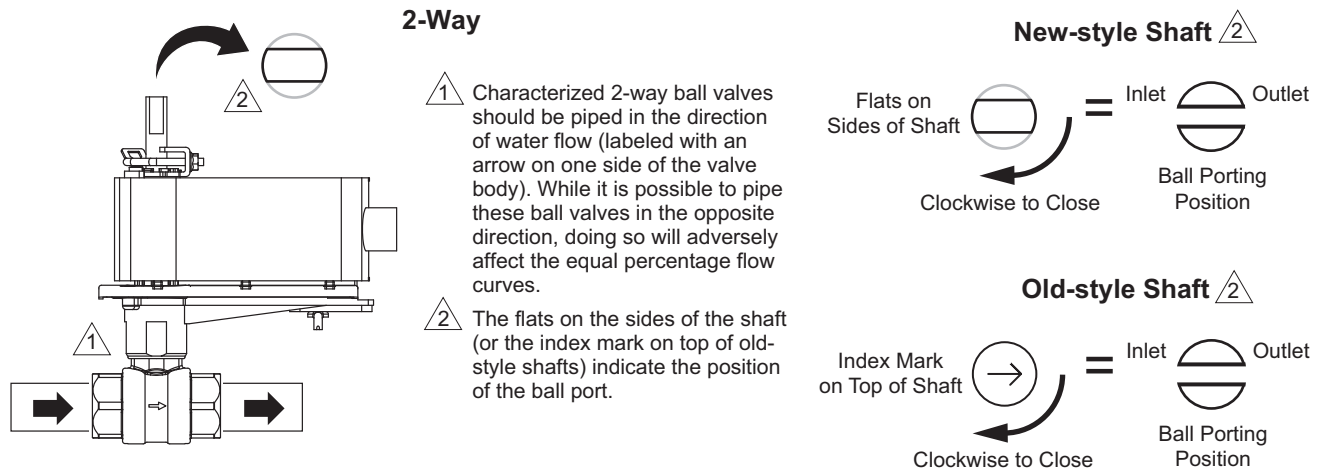 2-Way
2
1
1 Characterized 2-way ball valves
should be piped in the direction
of water flow (labeled with an
arrow on one side of the valve
body). While it is possible to pipe
these ball valves in the opposite
direction, doing so will adversely
affect the equal percentage flow
curves.
2 The flats on the sides of the shaft
(or the index mark on top of old-
style shafts) indicate the position
of the ball port.
New-style Shaft 2
Flats on
Sides of Shaft
Clockwise to Close
=
Inlet Outlet
Ball Porting
Position
Old-style Shaft 2
Index Mark
on Top of Shaft
Clockwise to Close
=
Inlet Outlet
Ball Porting
Position